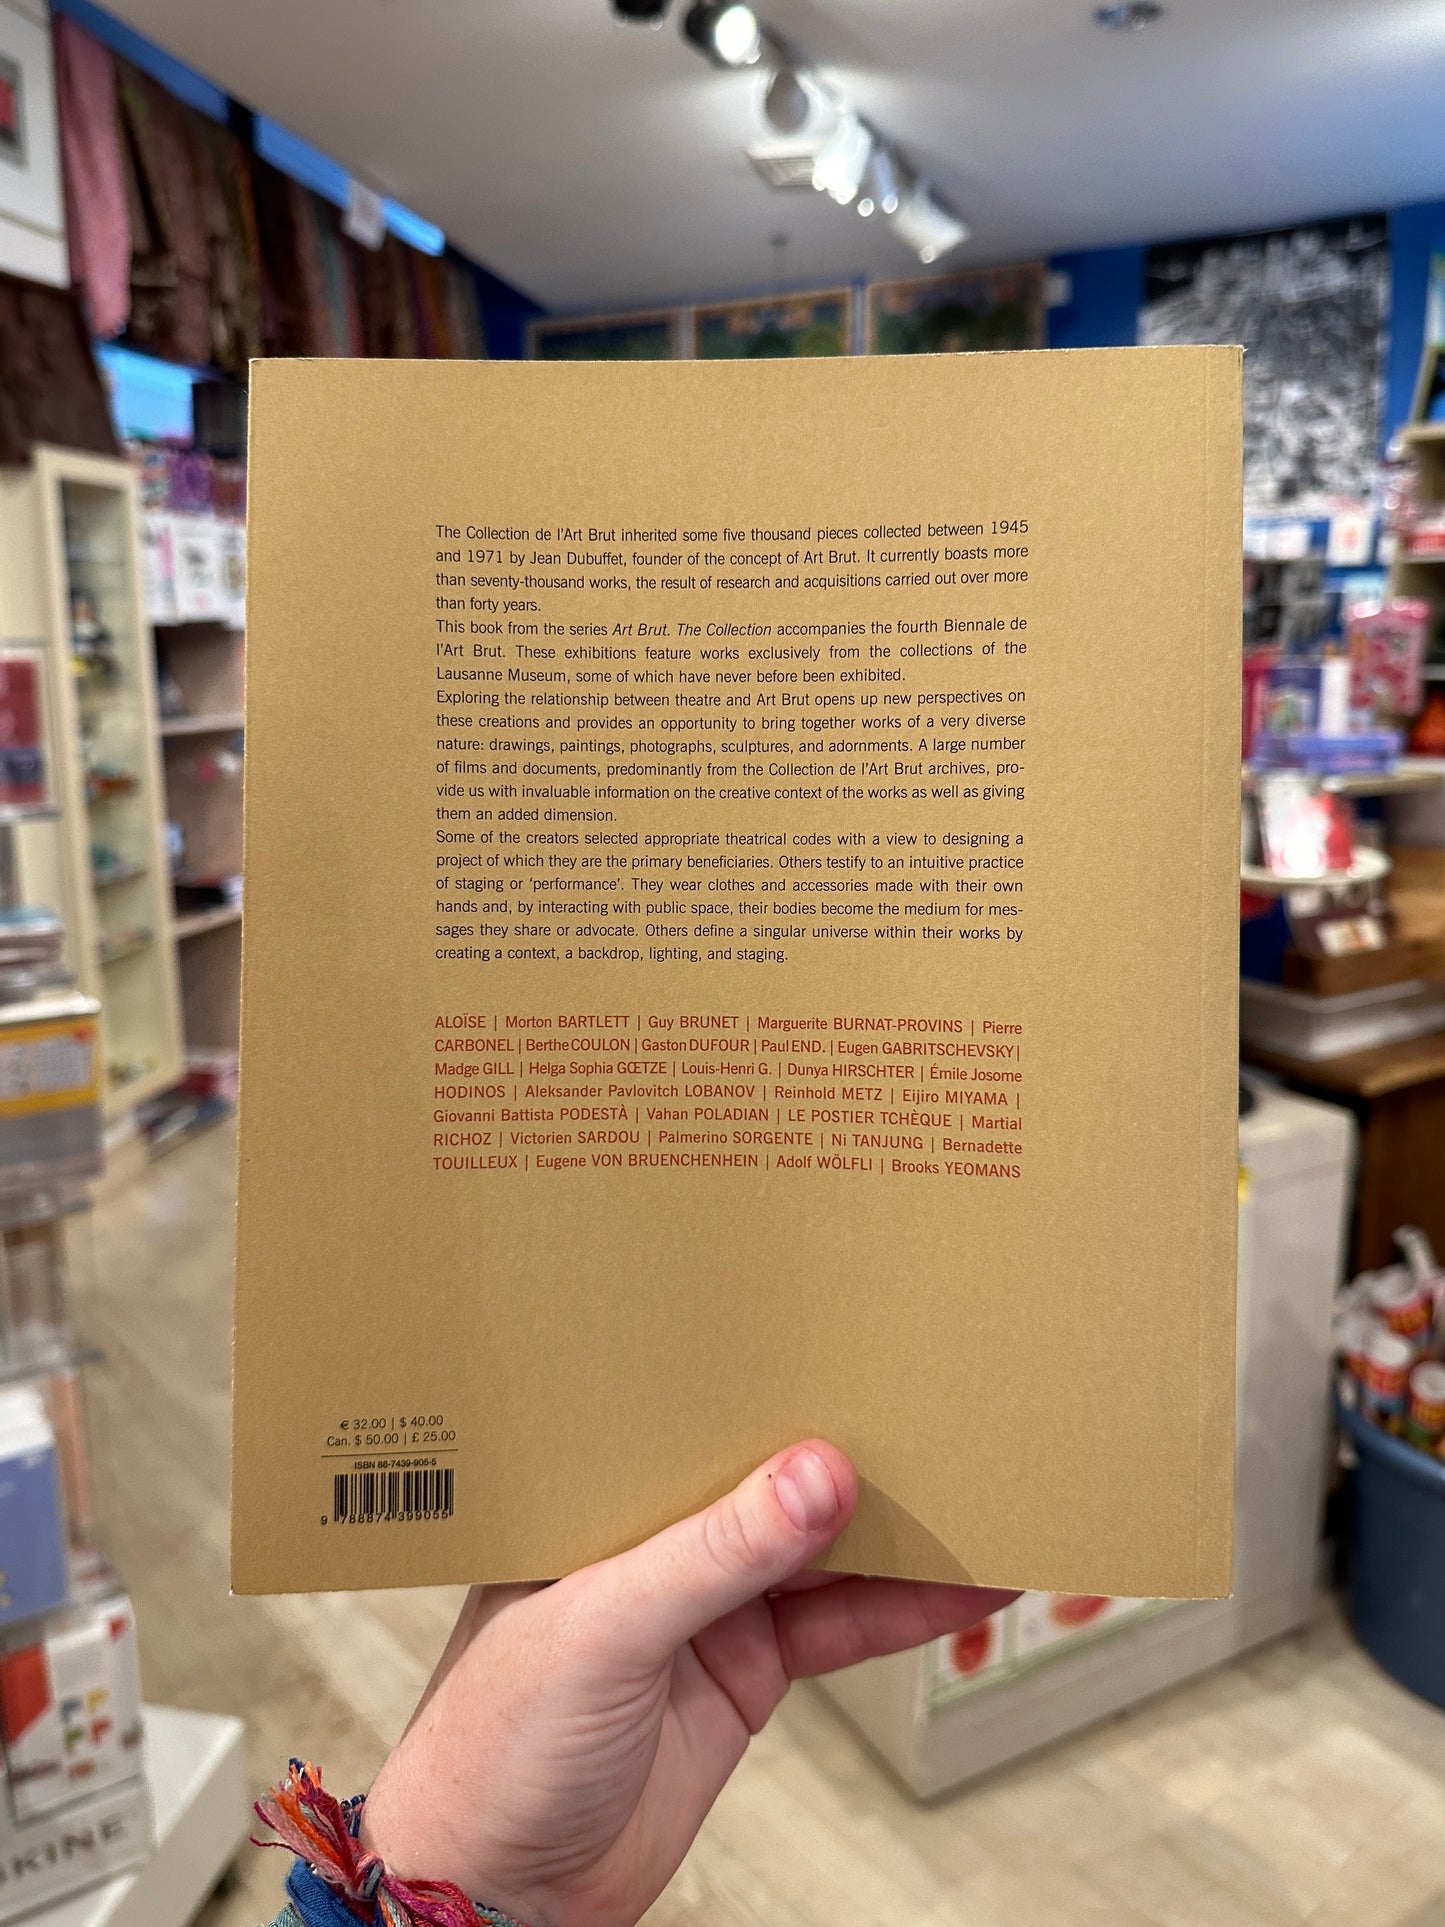 The Collection de l'Art Brut inherited some five thousand pieces collected between 1945
and 1971 by Jean Dubuffet, founder of the concept of Art Brut. It currently boasts more
than seventy-thousand works, the result of research and acquisitions carried out over more
than forty years.
This book from the series Art Brut. The Collection accompanies the fourth Biennale de
l'Art Brut. These exhibitions feature works exclusively from the collections of the
Lausanne Museum, some of which have never before been exhibited.
Exploring the relationship between theatre and Art Brut opens up new perspectives on
these creations and provides an opportunity to bring together works of a very diverse
nature: drawings, paintings, photographs, sculptures, and adornments. A large number
of films and documents, predominantly from the Collection de l'Art Brut archives, pro-
vide us with invaluable information on the creative context of the works as well as giving
them an added dimension.
Some of the creators selected appropriate theatrical codes with a view to designing a
project of which they are the primary beneficiaries. Others testify to an intuitive practice
of staging or ‘performance’. They wear clothes and accessories made with their own
hands and, by interacting with public space, their bodies become the medium for mes-
sages they share or advocate. Others define a singular universe within their works by
creating a context, a backdrop, lighting, and staging.
ALOÏSE | Morton BARTLETT | Guy BRUNET | Marguerite BURNAT-PROVINS | Pierre
CARBONEL | Berthe COULON | Gaston DUFOUR | Paul END. | Eugen GABRITSCHEVSKY |
Madge GILL | Helga Sophia GŒTZE | Louis-Henri G. | Dunya HIRSCHTER | Émile Josome
HODINOS | Aleksander Pavlovitch LOBANOV | Reinhold METZ | Eijiro MIYAMA |
Giovanni Battista PODESTÀ | Vahan POLADIAN | LE POSTIER TCHÈQUE | Martial
RICHOZ | Victorien SARDOU | Palmerino SORGENTE | Ni TANJUNG | Bernadette
TOUILLEUX | Eugene VON BRUENCHENHEIN | Adolf WÖLFLI | Brooks YEOMANS
€ 32.00 | $ 40.00
Can. $ 50.00 | £ 25.00
ISBN 88-7439-905-5
9 788874 399055
SKINE